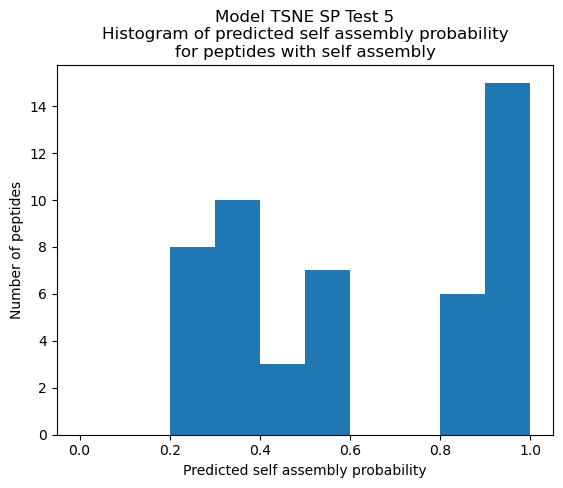 Model TSNE SP Test 5
Histogram of predicted self assembly probability
for peptides with self assembly
Number of peptides
14
12
10
8
6
4
2
0
0.0 0.2 0.4 0.6 0.8 1.0
Predicted self assembly probability